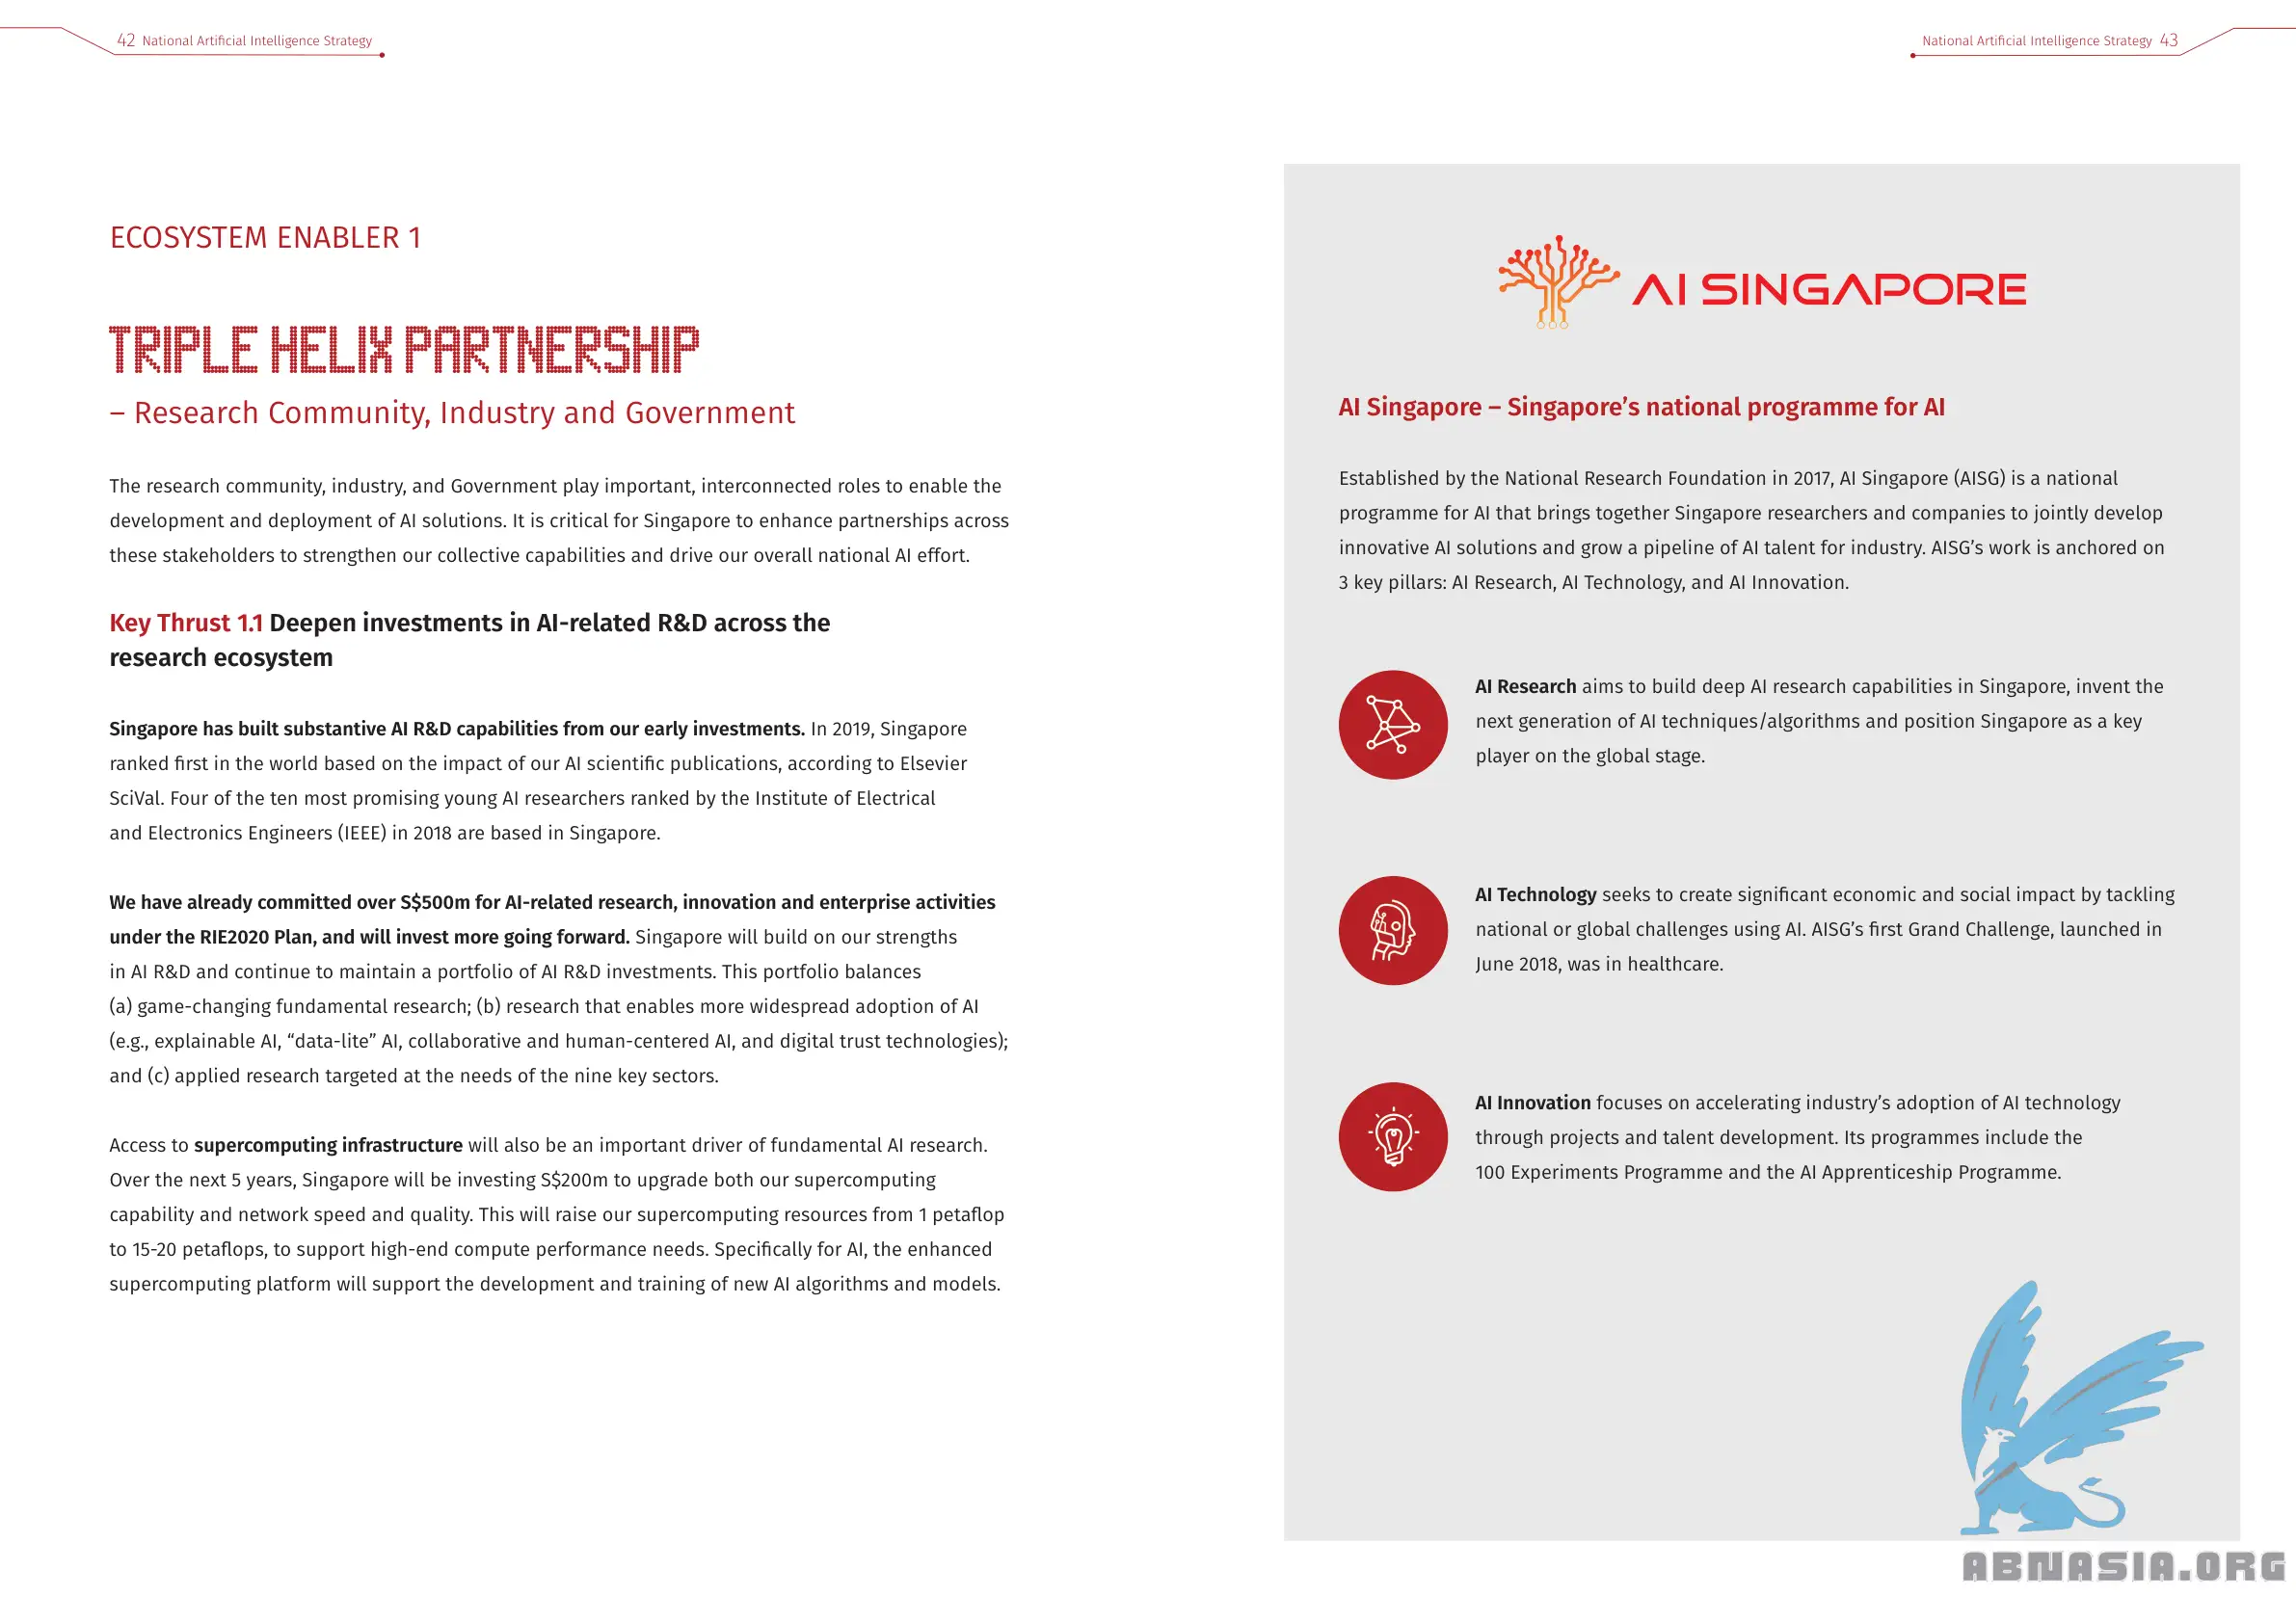 42 National Artificial Intelligence Strategy
ECOSYSTEM ENABLER 1
TRIPLE HELIX PARTNERSHIP
– Research Community, Industry and Government
The research community, industry, and Government play important, interconnected roles to enable the
development and deployment of AI solutions. It is critical for Singapore to enhance partnerships across
these stakeholders to strengthen our collective capabilities and drive our overall national AI effort.
Key Thrust 1.1 Deepen investments in AI-related R&D across the
research ecosystem
Singapore has built substantive AI R&D capabilities from our early investments. In 2019, Singapore
ranked first in the world based on the impact of our AI scientific publications, according to Elsevier
SciVal. Four of the ten most promising young AI researchers ranked by the Institute of Electrical
and Electronics Engineers (IEEE) in 2018 are based in Singapore.
We have already committed over S$500m for AI-related research, innovation and enterprise activities
under the RIE2020 Plan, and will invest more going forward. Singapore will build on our strengths
in AI R&D and continue to maintain a portfolio of AI R&D investments. This portfolio balances
(a) game-changing fundamental research; (b) research that enables more widespread adoption of AI
(e.g., explainable AI, “data-lite” AI, collaborative and human-centered AI, and digital trust technologies);
and (c) applied research targeted at the needs of the nine key sectors.
Access to supercomputing infrastructure will also be an important driver of fundamental AI research.
Over the next 5 years, Singapore will be investing S$200m to upgrade both our supercomputing
capability and network speed and quality. This will raise our supercomputing resources from 1 petaflop
to 15-20 petaflops, to support high-end compute performance needs. Specifically for AI, the enhanced
supercomputing platform will support the development and training of new AI algorithms and models.
National Artificial Intelligence Strategy 43
AI SINGAPORE
AI Singapore – Singapore’s national programme for AI
Established by the National Research Foundation in 2017, AI Singapore (AISG) is a national
programme for AI that brings together Singapore researchers and companies to jointly develop
innovative AI solutions and grow a pipeline of AI talent for industry. AISG’s work is anchored on
3 key pillars: AI Research, AI Technology, and AI Innovation.
AI Research aims to build deep AI research capabilities in Singapore, invent the
next generation of AI techniques/algorithms and position Singapore as a key
player on the global stage.
AI Technology seeks to create significant economic and social impact by tackling
national or global challenges using AI. AISG’s first Grand Challenge, launched in
June 2018, was in healthcare.
AI Innovation focuses on accelerating industry’s adoption of AI technology
through projects and talent development. Its programmes include the
100 Experiments Programme and the AI Apprenticeship Programme.
ABNASIA.ORG